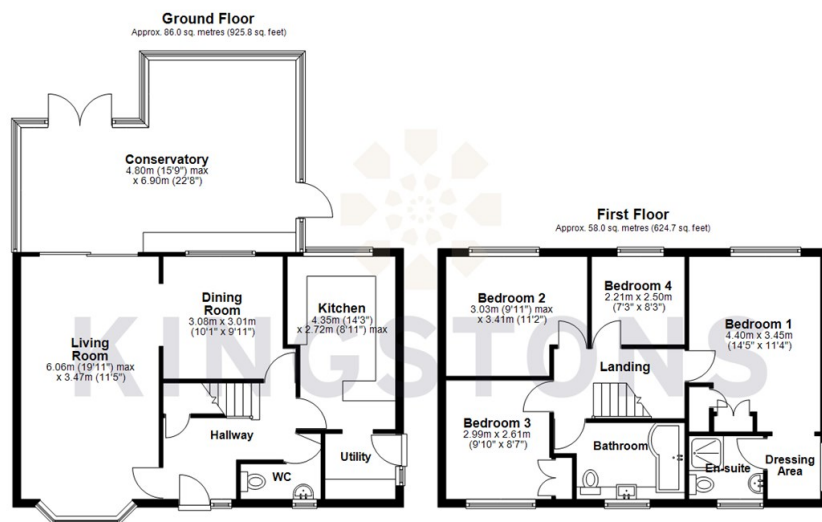 Ground Floor
Approx. 86.0 sq. metres (925.8 sq. feet)
Conservatory
4.80m (15'9") max
x 6.90m (22'8")
Dining
Room
3.08m x 3.01m
(10'1" x 9'11")
Kitchen
4.35m (14'3")
x 2.72m (8'11") max
Living
Room
6.06m (19'11") max
x 3.47m (11'5")
Hallway
WC
Utility
First Floor
Approx. 58.0 sq. metres (624.7 sq. feet)
Bedroom 2
3.03m (9'11") max
x 3.41m (11'2")
Bedroom 4
2.21m x 2.50m
(7'3" x 8'3")
Bedroom 1
4.40m x 3.45m
(14'5" x 11'4")
Landing
Bedroom 3
2.99m x 2.61m
(9'10" x 8'7")
Bathroom
En-suite
Dressing
Area
KINGSTONS